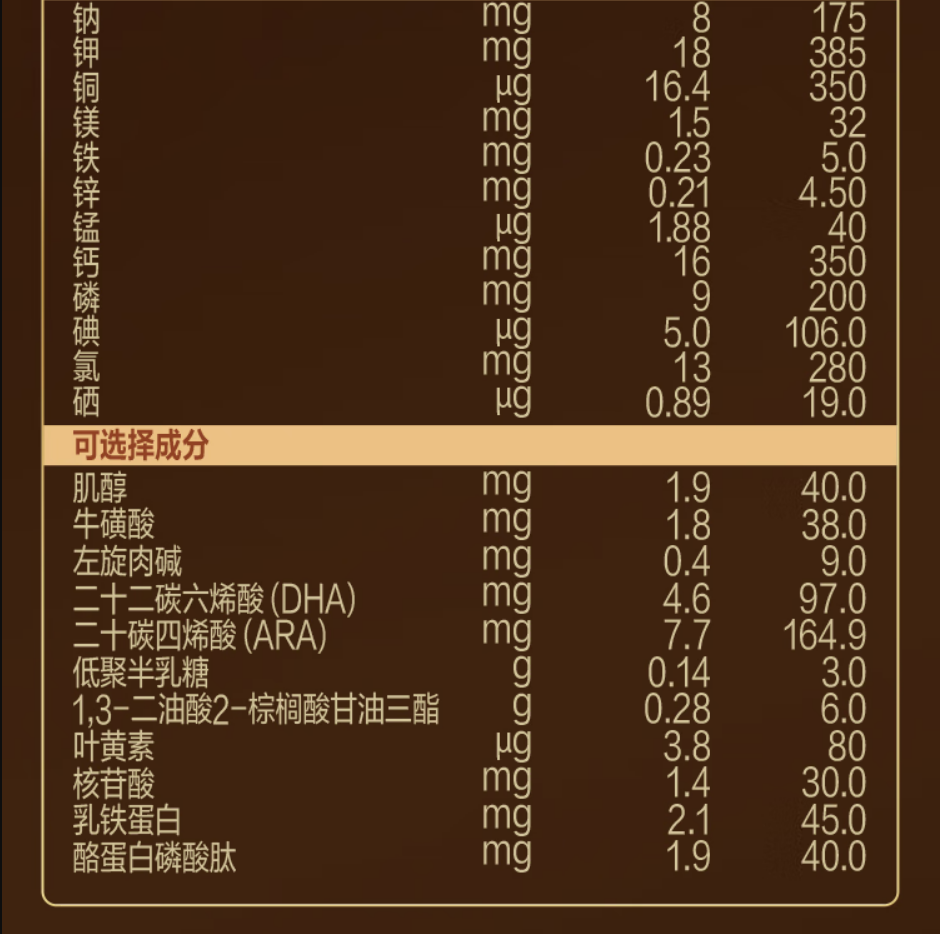 钠 mg 8 175
钾 mg 18 385
铜 μg 16.4 350
镁 mg 1.5 32
铁 mg 0.23 5.0
锌 mg 0.21 4.50
锰 μg 1.88 40
钙 mg 16 350
磷 mg 9 200
碘 μg 5.0 106.0
氯 mg 13 280
硒 μg 0.89 19.0
可选择成分
肌醇 mg 1.9 40.0
牛磺酸 mg 1.8 38.0
左旋肉碱 mg 0.4 9.0
二十二碳六烯酸(DHA) mg 4.6 97.0
二十碳四烯酸(ARA) mg 7.7 164.9
低聚半乳糖 g 0.14 3.0
1,3-二油酸2-棕榈酸甘油三酯 g 0.28 6.0
叶黄素 μg 3.8 80
核苷酸 mg 1.4 30.0
乳铁蛋白 mg 2.1 45.0
酪蛋白磷酸肽 mg 1.9 40.0